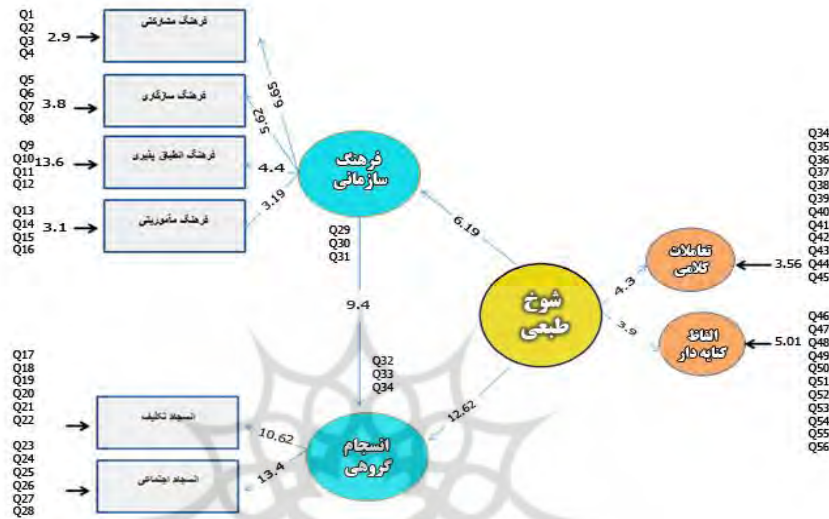 Q1
Q2
Q3
Q4
2.9
فرهنگ مشارکتی
Q5
Q6
Q7
Q8
3.8
فرهنگ سازگاری
Q9
Q10
Q11
Q12
13.6
فرهنگ انطباق پذیری
Q13
Q14
Q15
Q16
3.1
فرهنگ مأموریتی
6.65
5.62
4.4
3.19
فرهنگ
سازمانی
Q29
Q30
Q31
9.4
Q32
Q33
Q34
6.19
شوخ
طبعی
12.62
4.3
3.9
تعاملات
کلامی
3.56
Q34
Q35
Q36
Q37
Q38
Q39
Q40
Q41
Q42
Q43
Q44
Q45
الفاظ
کنایه دار
5.01
Q46
Q47
Q48
Q49
Q50
Q51
Q52
Q53
Q54
Q55
Q56
Q17
Q18
Q19
Q20
Q21
Q22
انسجام تکلیف
10.62
Q23
Q24
Q25
Q26
Q27
Q28
انسجام اجتماعی
13.4
انسجام
گروهی